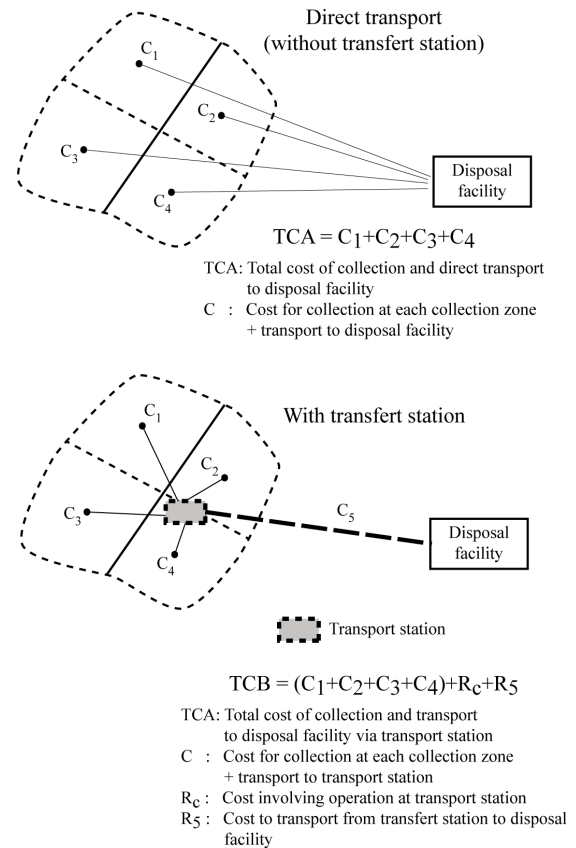 Direct transport
(without transfert station)
C1
C2
C3
C4
Disposal
facility
TCA = C1+C2+C3+C4
TCA: Total cost of collection and direct transport
to disposal facility
C : Cost for collection at each collection zone
+ transport to disposal facility
With transfert station
C1
C2
C3
C4
C5
Disposal
facility
Transport station
TCB = (C1+C2+C3+C4)+Rc+R5
TCA: Total cost of collection and transport
to disposal facility via transport station
C : Cost for collection at each collection zone
+ transport to transport station
Rc : Cost involving operation at transport station
R5 : Cost to transport from transfert station to disposal
facility